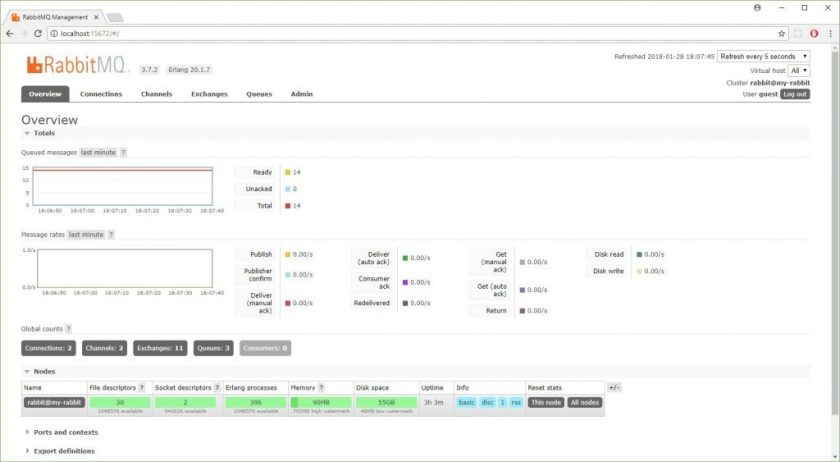 RabbitMQ Management
localhost:15672/#/
RabbitMQ 3.7.2 Erlang 20.1.7
Refreshed 2018-01-28 18:07:45 Refresh every 5 seconds
Virtual host All
Cluster rabbit@my-rabbit
User guest Log out
Overview Connections Channels Exchanges Queues Admin
Overview
Totals
Queued messages last minute ?
15
10
5
0
18:06:50 18:07:00 18:07:10 18:07:20 18:07:30 18:07:40
Ready 14
Unacked 0
Total 14
Message rates last minute ?
1.0/s
0.0/s
18:06:50 18:07:00 18:07:10 18:07:20 18:07:30 18:07:40
Publish 0.00/s
Publisher confirm 0.00/s
Deliver (manual ack) 0.00/s
Deliver (auto ack) 0.00/s
Consumer ack 0.00/s
Redelivered 0.00/s
Get (manual ack) 0.00/s
Get (auto ack) 0.00/s
Return 0.00/s
Disk read 0.00/s
Disk write 0.00/s
Global counts ?
Connections: 2 Channels: 2 Exchanges: 11 Queues: 3 Consumers: 0
Nodes
Name File descriptors ? Socket descriptors ? Erlang processes Memory ? Disk space Uptime Info Reset stats +/-
rabbit@my-rabbit 30 2 396 90MB 55GB 3h 3m basic disc 1 rss This node All nodes
1048576 available 943626 available 1048576 available 790MB high watermark 48MB low watermark
Ports and contexts
Export definitions